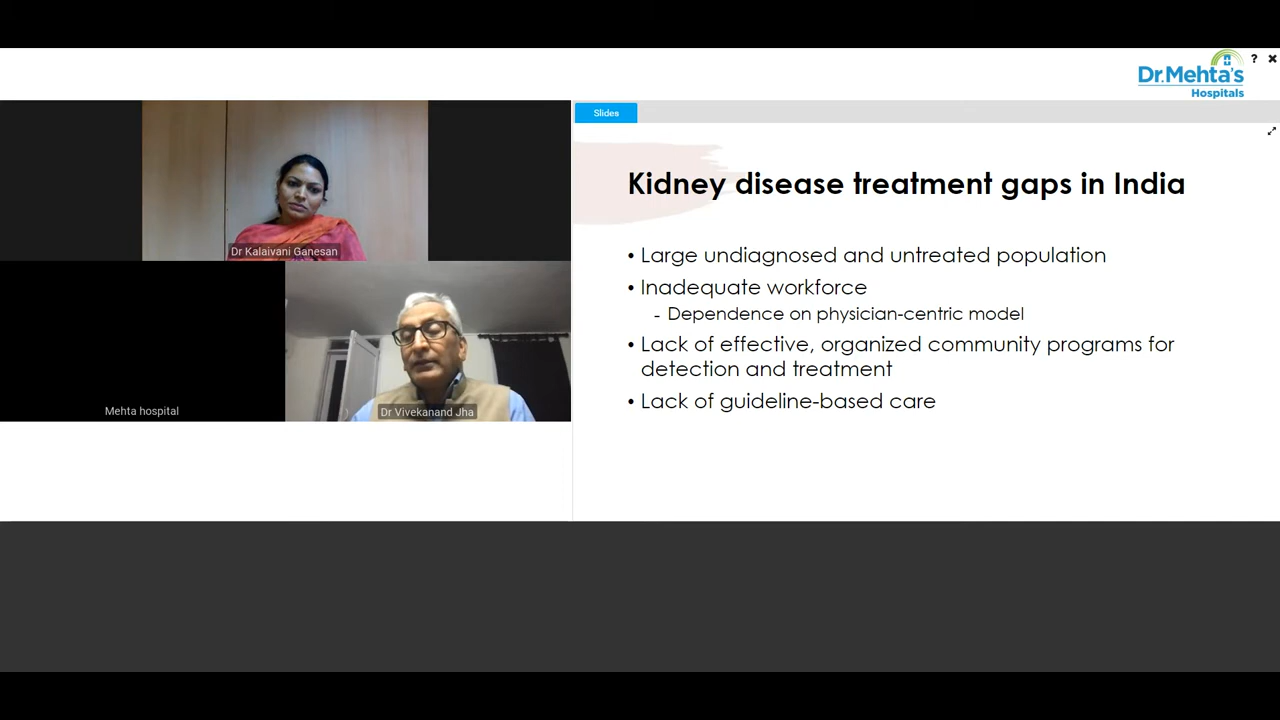 Dr.Mehta's
Hospitals
? ✖
Slides
Kidney disease treatment gaps in India
• Large undiagnosed and untreated population
• Inadequate workforce
- Dependence on physician-centric model
• Lack of effective, organized community programs for
detection and treatment
• Lack of guideline-based care
Dr Kalaivani Ganesan
Mehta hospital
Dr Vivekanand Jha